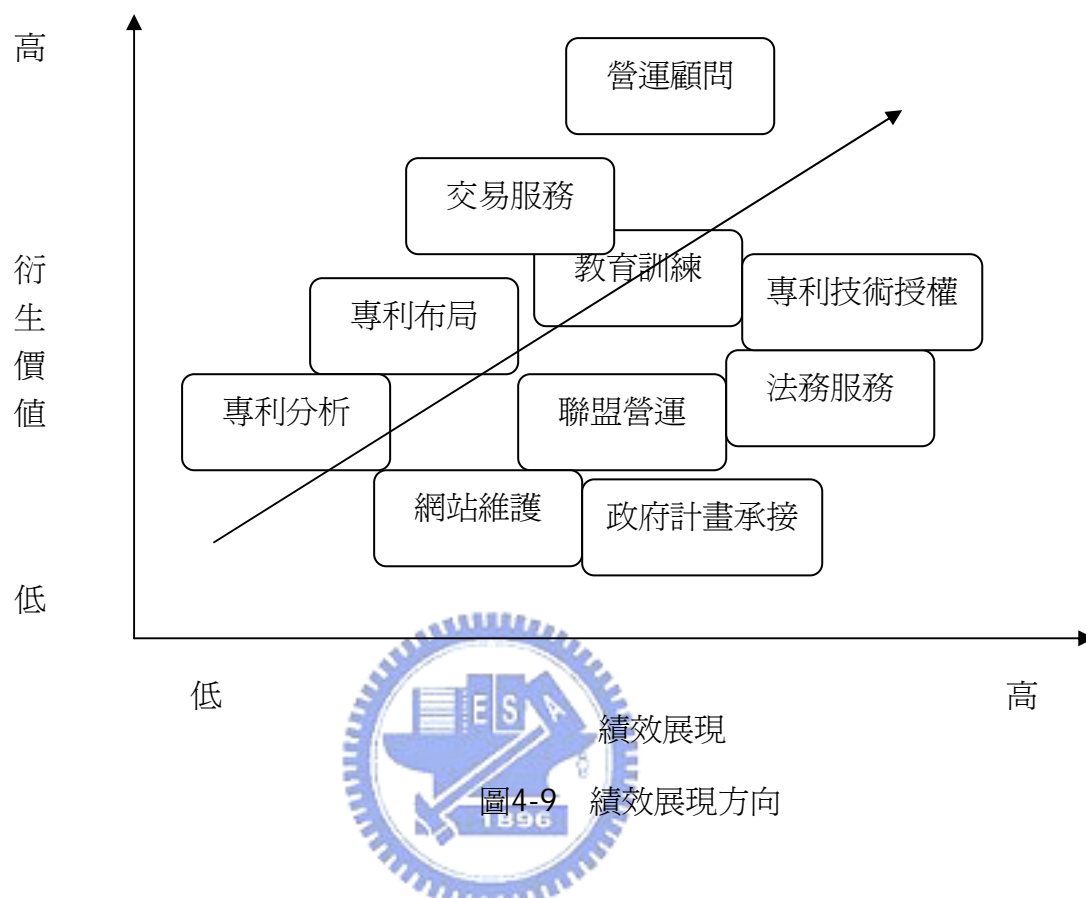 高
營運顧問
交易服務
衍生價值
教育訓練
專利技術授權
專利布局
法務服務
專利分析
聯盟營運
網站維護
政府計畫承接
低
低
高
ESA
績效展現
圖4-9 績效展現方向
1896